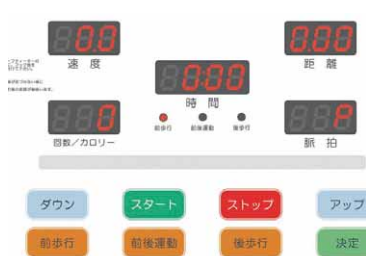 0.0
速度
0:00
時間
前歩行 前後運動 後歩行
0.00
距離
0
回数/カロリー
P
脈拍
ダウン スタート ストップ アップ
前歩行 前後運動 後歩行 決定